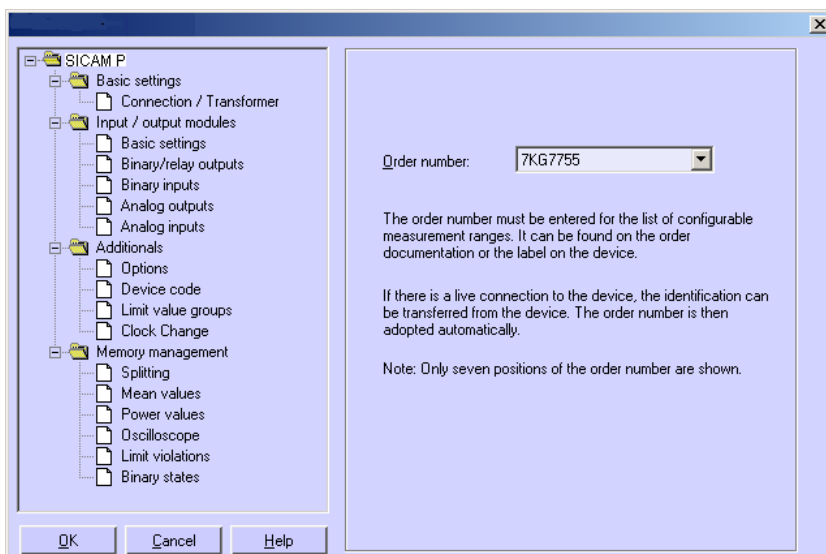 SICAM P
Basic settings
Connection / Transformer
Input / output modules
Basic settings
Binary/relay outputs
Binary inputs
Analog outputs
Analog inputs
Additionals
Options
Device code
Limit value groups
Clock Change
Memory management
Splitting
Mean values
Power values
Oscilloscope
Limit violations
Binary states
OK Cancel Help
Order number: 7KG7755
The order number must be entered for the list of configurable
measurement ranges. It can be found on the order
documentation or the label on the device.
If there is a live connection to the device, the identification can
be transferred from the device. The order number is then
adopted automatically.
Note: Only seven positions of the order number are shown.